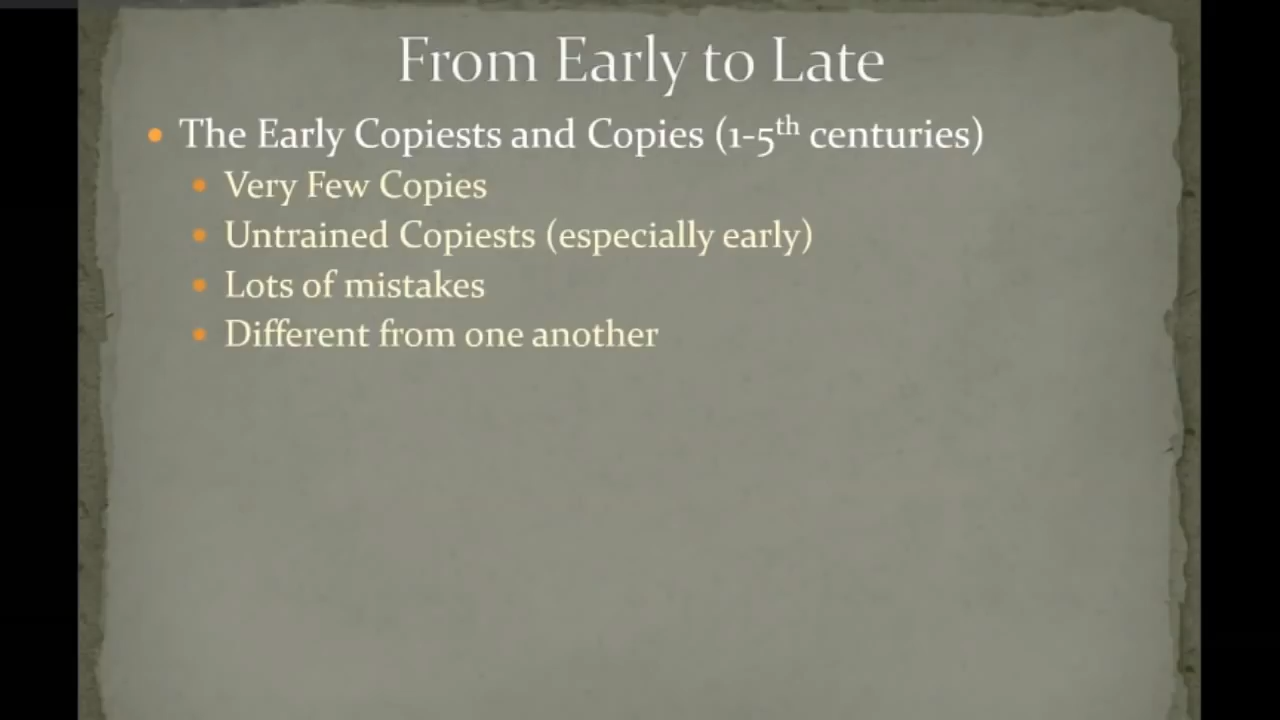 From Early to Late
• The Early Copiests and Copies (1-5th centuries)
• Very Few Copies
• Untrained Copiests (especially early)
• Lots of mistakes
• Different from one another